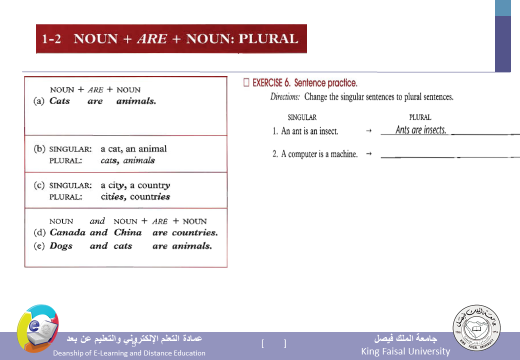 1-2 NOUN + ARE + NOUN: PLURAL
NOUN + ARE + NOUN
(a) Cats are animals.
(b) SINGULAR: a cat, an animal
PLURAL: cats, animals
(c) SINGULAR: a city, a country
PLURAL: cities, countries
NOUN and NOUN + ARE + NOUN
(d) Canada and China are countries.
(e) Dogs and cats are animals.
EXERCISE 6. Sentence practice.
Directions: Change the singular sentences to plural sentences.
SINGULAR PLURAL
1. An ant is an insect. → Ants are insects.
2. A computer is a machine. →
عمادة التعلم الإلكتروني والتعليم عن بعد
Deanship of E-Learning and Distance Education
[ ]
جامعة الملك فيصل
King Faisal University